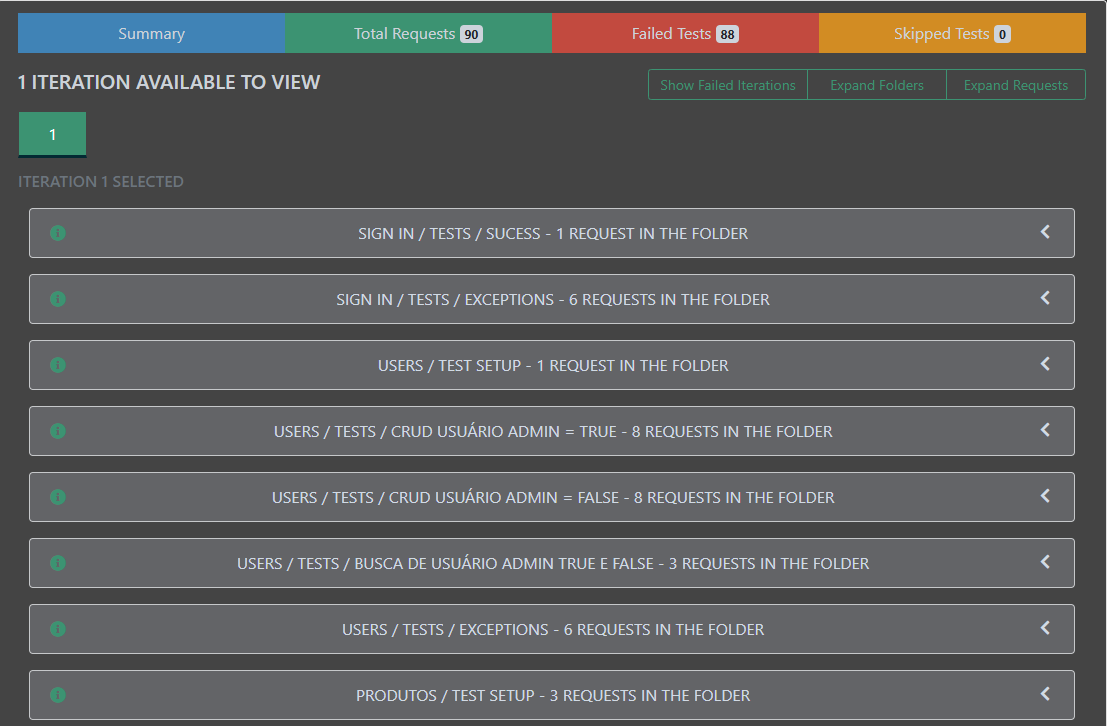 Summary
Total Requests 90
Failed Tests 88
Skipped Tests 0
1 ITERATION AVAILABLE TO VIEW
Show Failed Iterations
Expand Folders
Expand Requests
1
ITERATION 1 SELECTED
SIGN IN / TESTS / SUCESS - 1 REQUEST IN THE FOLDER
SIGN IN / TESTS / EXCEPTIONS - 6 REQUESTS IN THE FOLDER
USERS / TEST SETUP - 1 REQUEST IN THE FOLDER
USERS / TESTS / CRUD USUÁRIO ADMIN = TRUE - 8 REQUESTS IN THE FOLDER
USERS / TESTS / CRUD USUÁRIO ADMIN = FALSE - 8 REQUESTS IN THE FOLDER
USERS / TESTS / BUSCA DE USUÁRIO ADMIN TRUE E FALSE - 3 REQUESTS IN THE FOLDER
USERS / TESTS / EXCEPTIONS - 6 REQUESTS IN THE FOLDER
PRODUTOS / TEST SETUP - 3 REQUESTS IN THE FOLDER